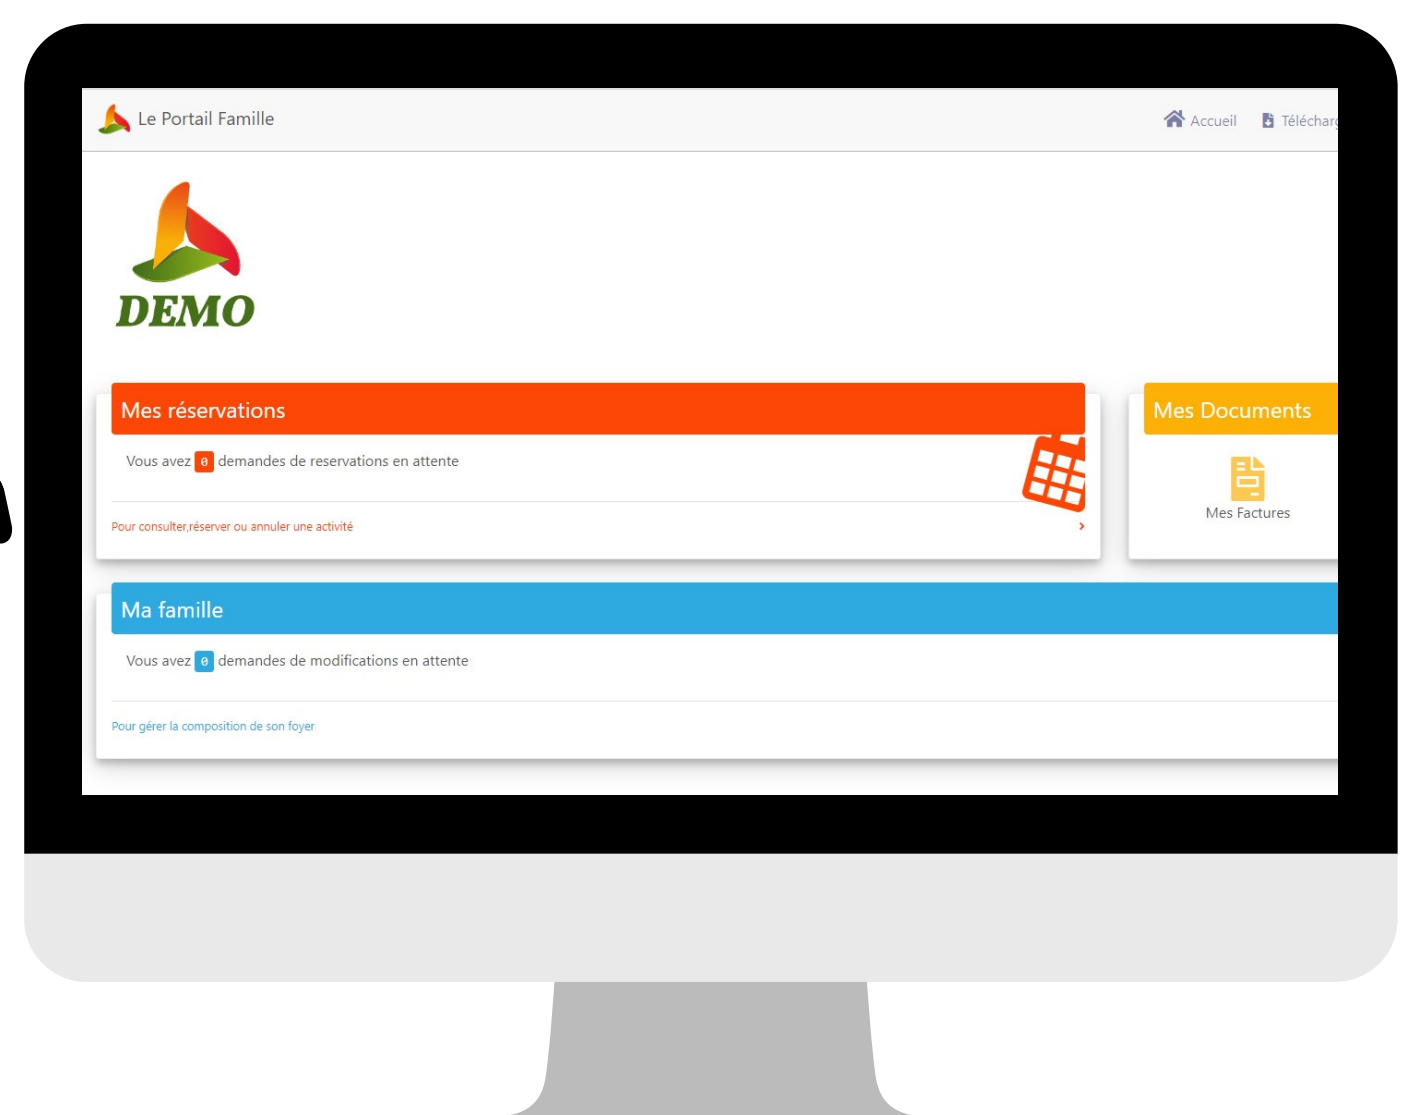 Le Portail Famille
Accueil
DEMO
Mes réservations
Vous avez 0 demandes de reservations en attente
Pour consulter,réserver ou annuler une activité
Mes Documents
Mes Factures
Ma famille
Vous avez 0 demandes de modifications en attente
Pour gérer la composition de son foyer